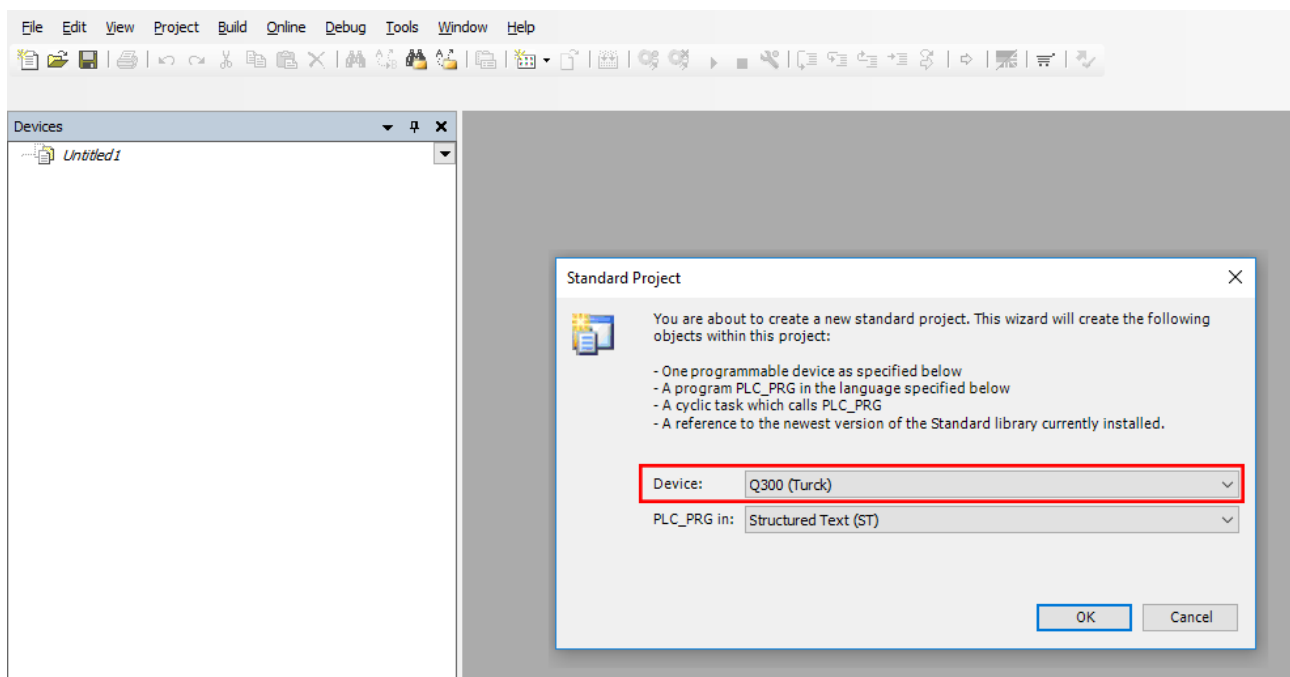 File Edit View Project Build Online Debug Tools Window Help
Devices
Untitled1
Standard Project
You are about to create a new standard project. This wizard will create the following
objects within this project:
- One programmable device as specified below
- A program PLC_PRG in the language specified below
- A cyclic task which calls PLC_PRG
- A reference to the newest version of the Standard library currently installed.
Device: Q300 (Turck)
PLC_PRG in: Structured Text (ST)
OK Cancel